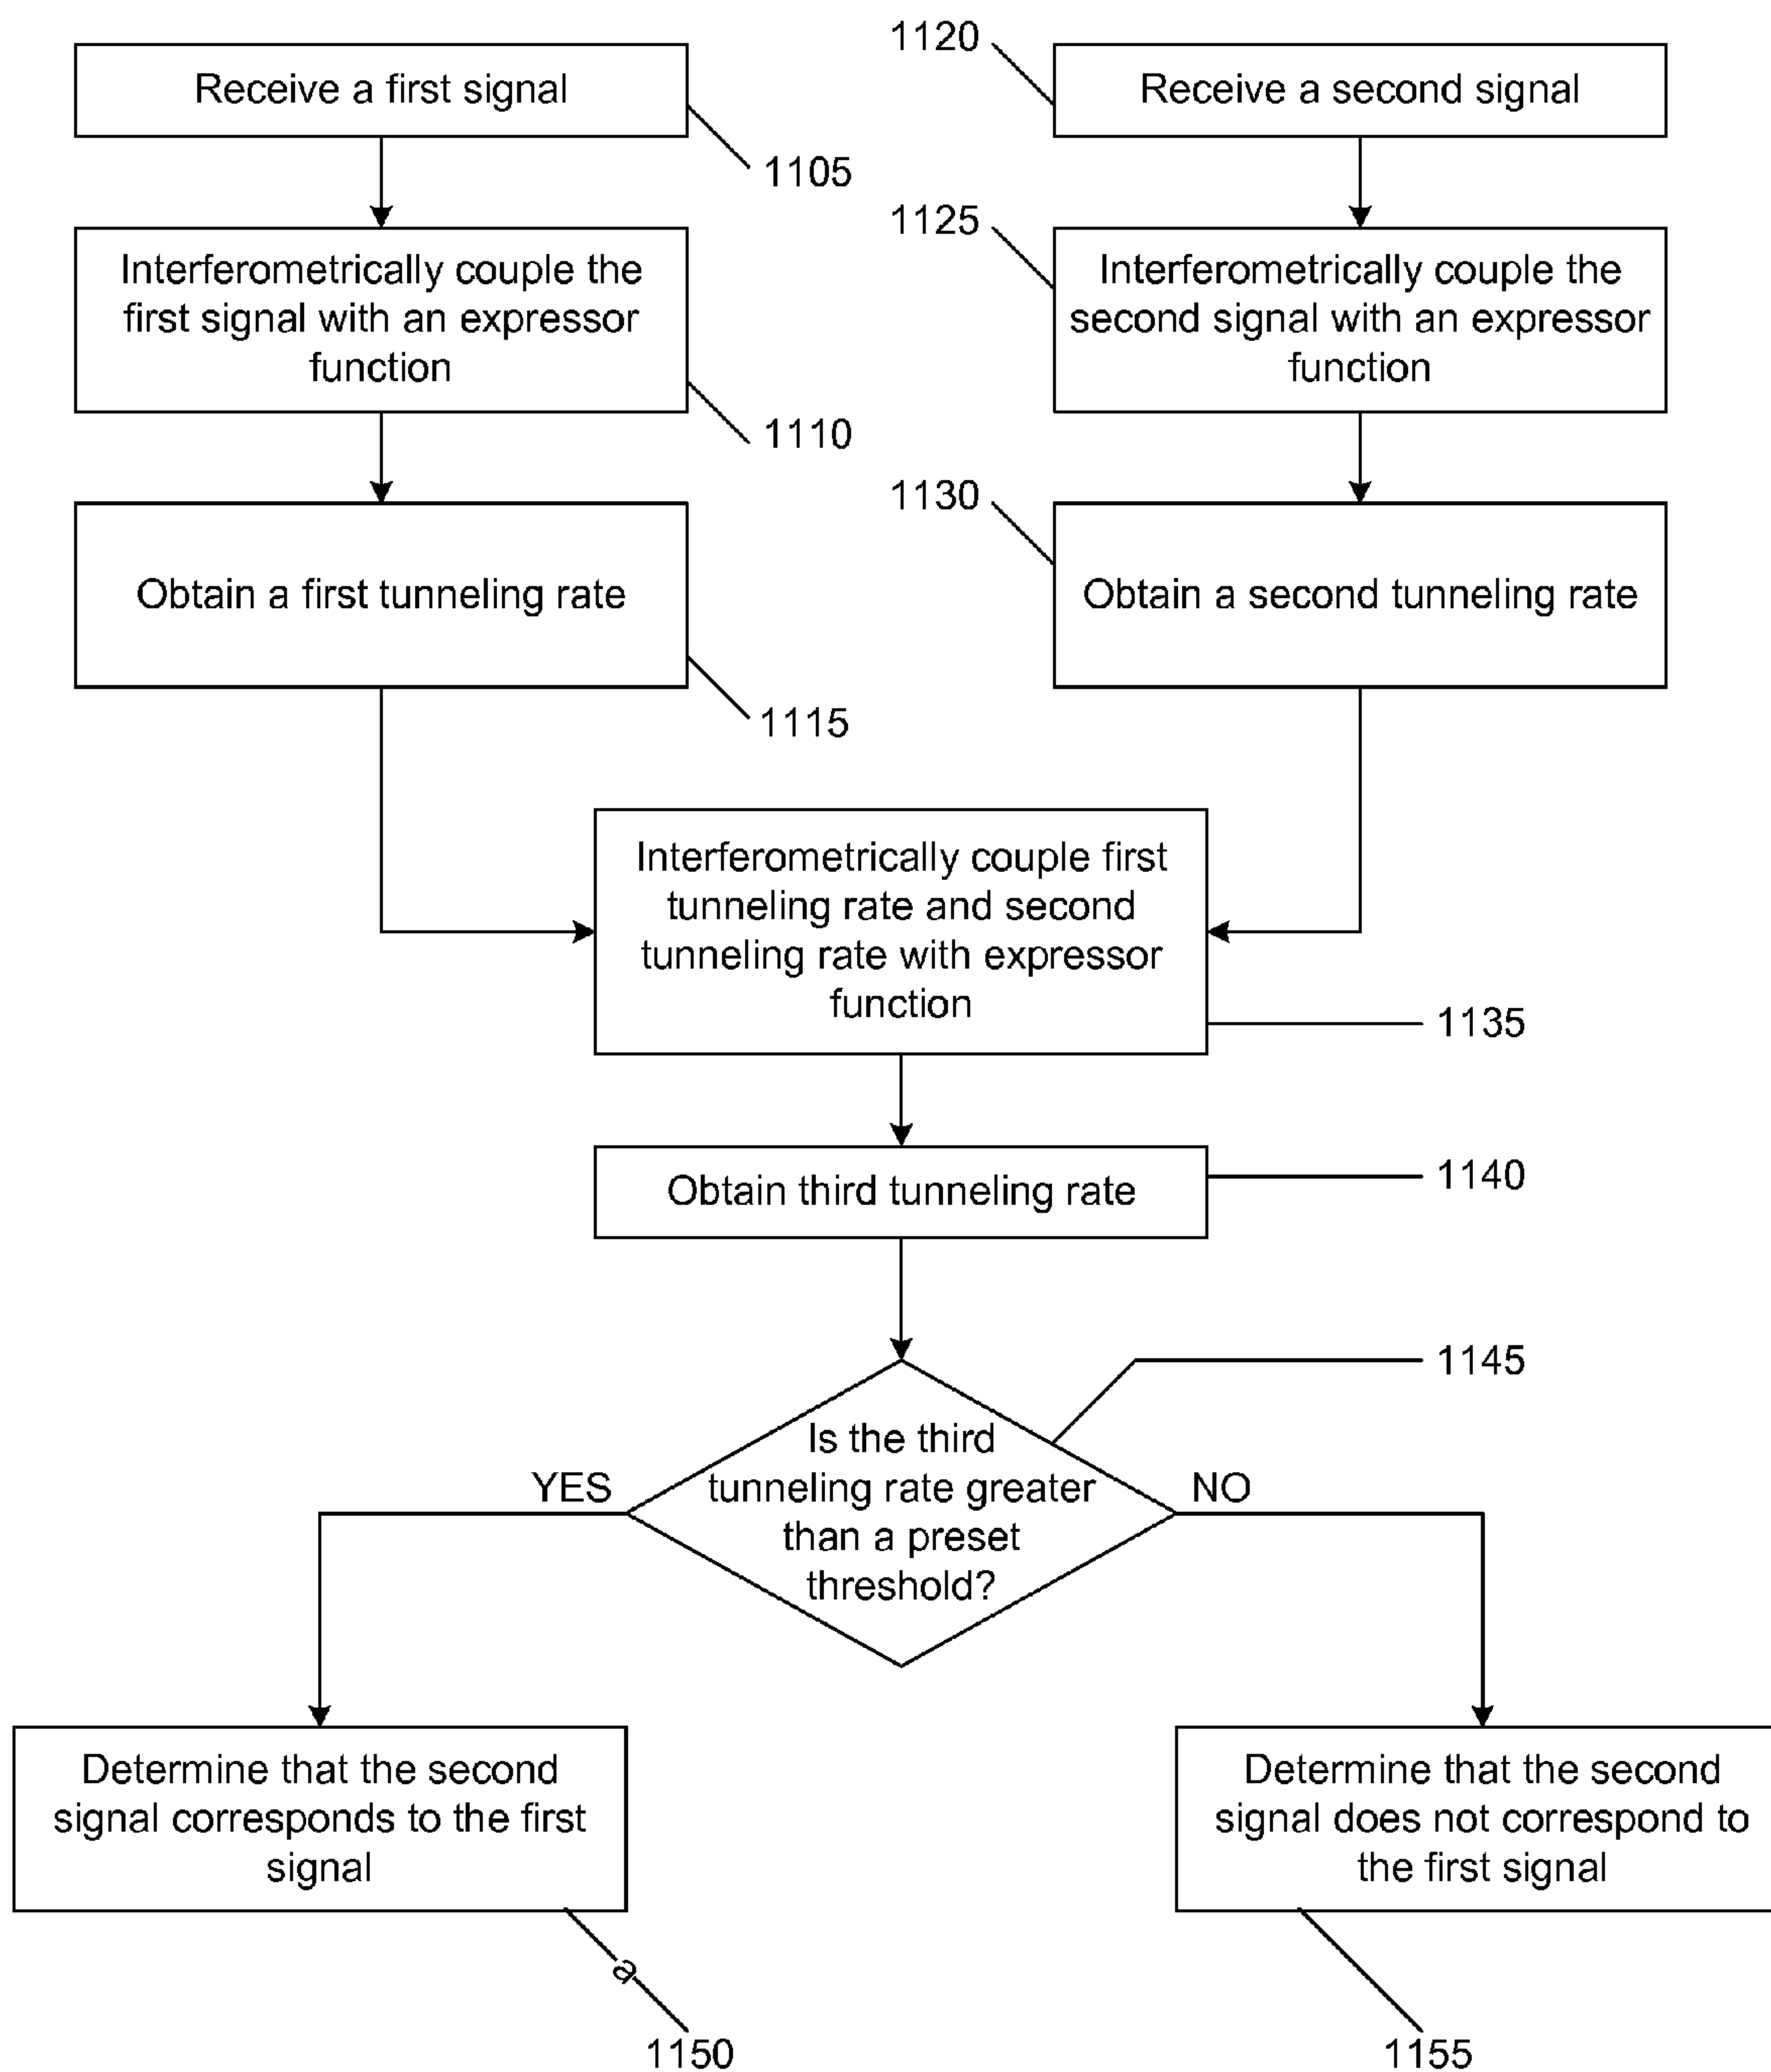 1120
Receive a first signal
Receive a second signal
1105
1125
Interferometrically couple the
first signal with an expressor
function
Interferometrically couple the
second signal with an expressor
function
1110
1130
Obtain a first tunneling rate
Obtain a second tunneling rate
1115
Interferometrically couple first
tunneling rate and second
tunneling rate with expressor
function
1135
Obtain third tunneling rate
1140
1145
Is the third
tunneling rate greater
than a preset
threshold?
YES
NO
Determine that the second
signal corresponds to the first
signal
Determine that the second
signal does not correspond to
the first signal
a
1150
1155